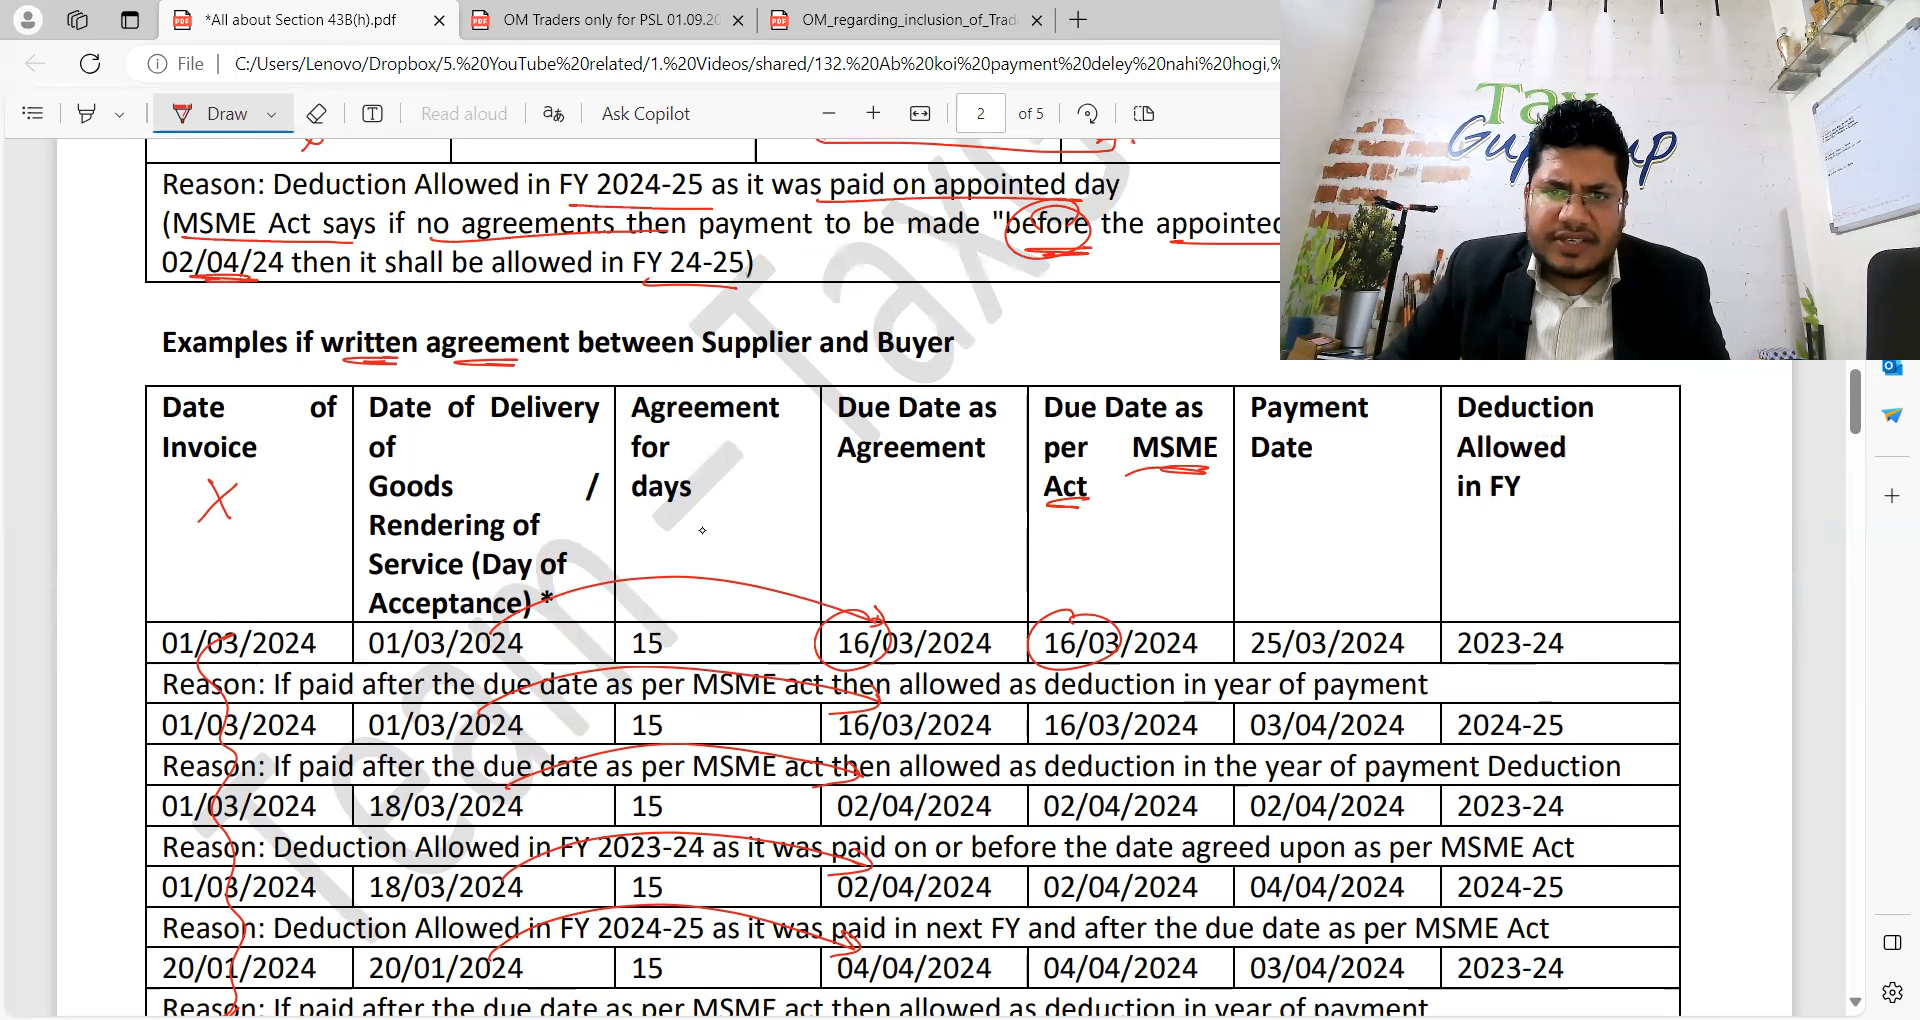 *All about Section 43B(h).pdf
OM Traders only for PSL 01.09.20
OM_regarding_inclusion_of_Trad
File
C:/Users/Lenovo/Dropbox/5.%20YouTube%20related/1.%20Videos/shared/132.%20Ab%20koi%20payment%20deley%20nahi%20hogi,%
Draw
Read aloud
aあ
Ask Copilot
2 of 5
Tax
Reason: Deduction Allowed in FY 2024-25 as it was paid on appointed day
(MSME Act says if no agreements then payment to be made "before the appointed
02/04/24 then it shall be allowed in FY 24-25)
Examples if written agreement between Supplier and Buyer
Date of Invoice
Date of Delivery of Goods / Rendering of Service (Day of Acceptance) *
Agreement for days
Due Date as Agreement
Due Date as per MSME Act
Payment Date
Deduction Allowed in FY
01/03/2024 01/03/2024 15 16/03/2024 16/03/2024 25/03/2024 2023-24
Reason: If paid after the due date as per MSME act then allowed as deduction in year of payment
01/03/2024 01/03/2024 15 16/03/2024 16/03/2024 03/04/2024 2024-25
Reason: If paid after the due date as per MSME act then allowed as deduction in the year of payment Deduction
01/03/2024 18/03/2024 15 02/04/2024 02/04/2024 02/04/2024 2023-24
Reason: Deduction Allowed in FY 2023-24 as it was paid on or before the date agreed upon as per MSME Act
01/03/2024 18/03/2024 15 02/04/2024 02/04/2024 04/04/2024 2024-25
Reason: Deduction Allowed in FY 2024-25 as it was paid in next FY and after the due date as per MSME Act
20/01/2024 20/01/2024 15 04/04/2024 04/04/2024 03/04/2024 2023-24
Reason: If paid after the due date as per MSME act then allowed as deduction in year of payment
Team - Tax